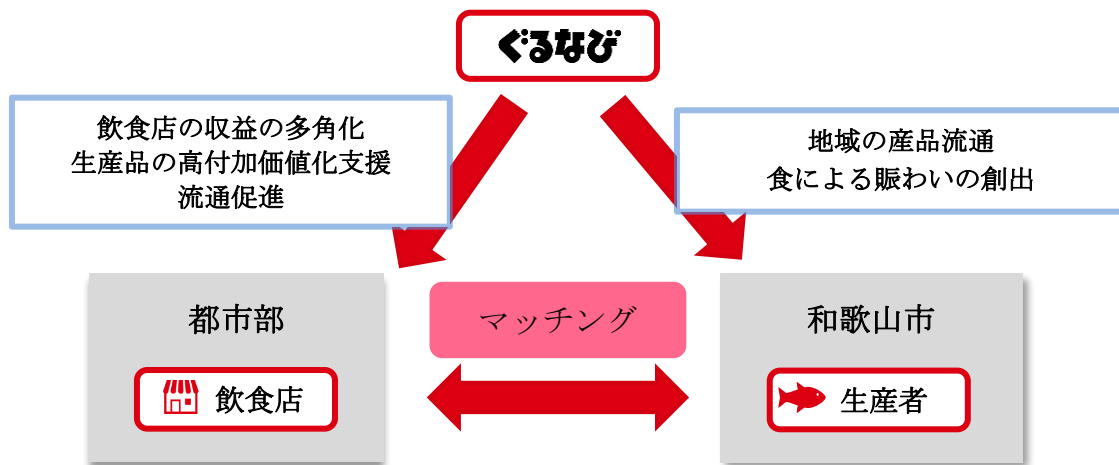 ぐるなび
飲食店の収益の多角化
生産品の高付加価値化支援
流通促進
地域の産品流通
食による賑わいの創出
都市部
マッチング
和歌山市
飲食店
生産者